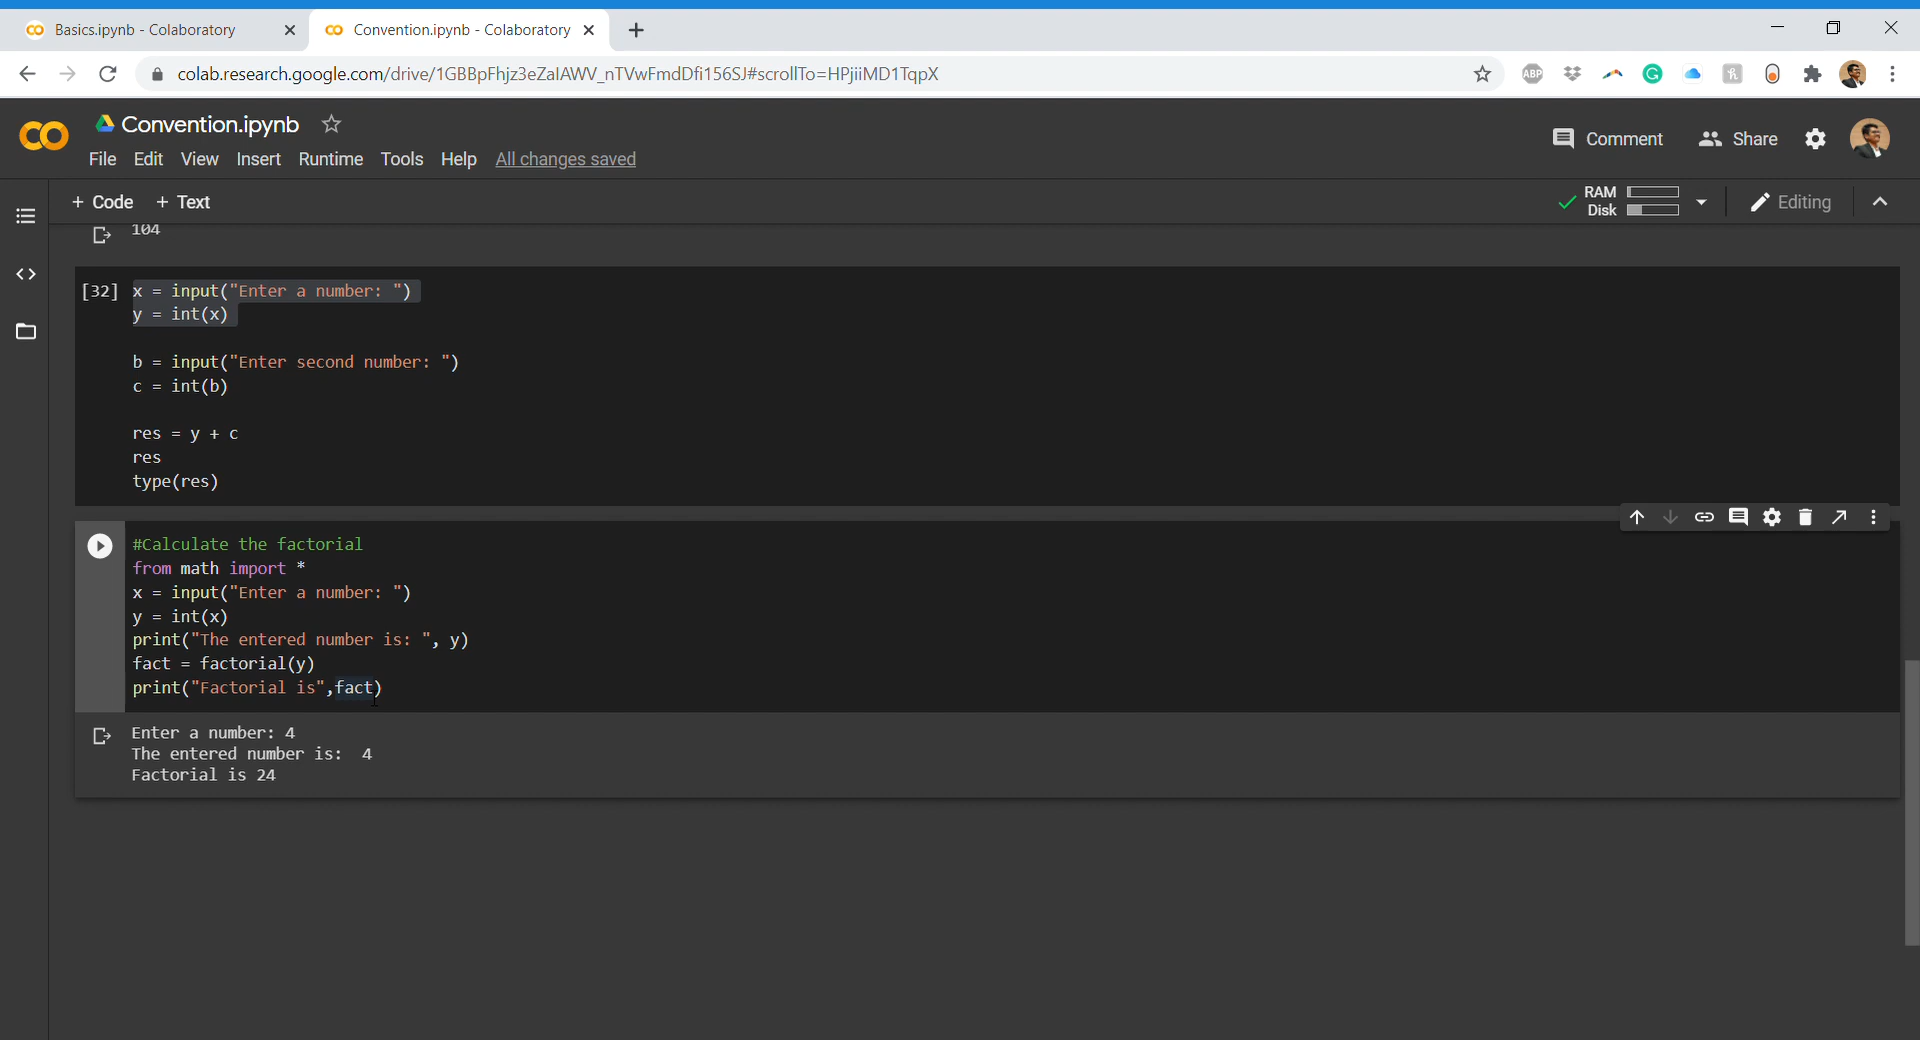 Basics.ipynb - Colaboratory
Convention.ipynb - Colaboratory
colab.research.google.com/drive/1GBBpFhjz3eZalAWV_nTVwFmdDfi156SJ#scrollTo=HPjiiMD1TqpX
ABP
Convention.ipynb
File Edit View Insert Runtime Tools Help All changes saved
Comment
Share
+ Code + Text
RAM
Disk
Editing
104
[32]
x = input("Enter a number: ")
y = int(x)
b = input("Enter second number: ")
c = int(b)
res = y + c
res
type(res)
#Calculate the factorial
from math import *
x = input("Enter a number: ")
y = int(x)
print("The entered number is: ", y)
fact = factorial(y)
print("Factorial is",fact)
Enter a number: 4
The entered number is:  4
Factorial is 24